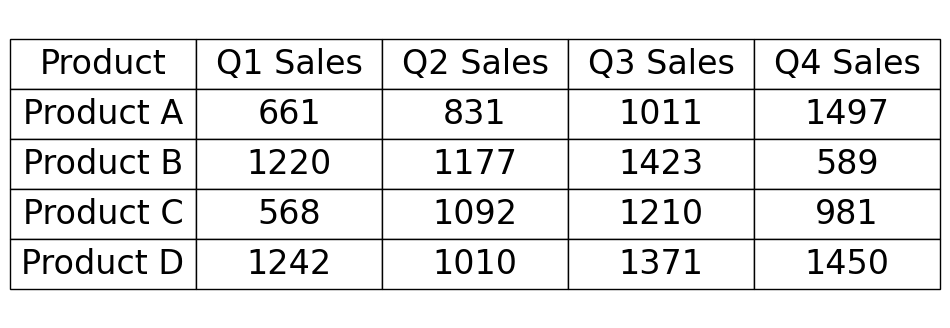 Product Q1 Sales Q2 Sales Q3 Sales Q4 Sales
Product A 661 831 1011 1497
Product B 1220 1177 1423 589
Product C 568 1092 1210 981
Product D 1242 1010 1371 1450